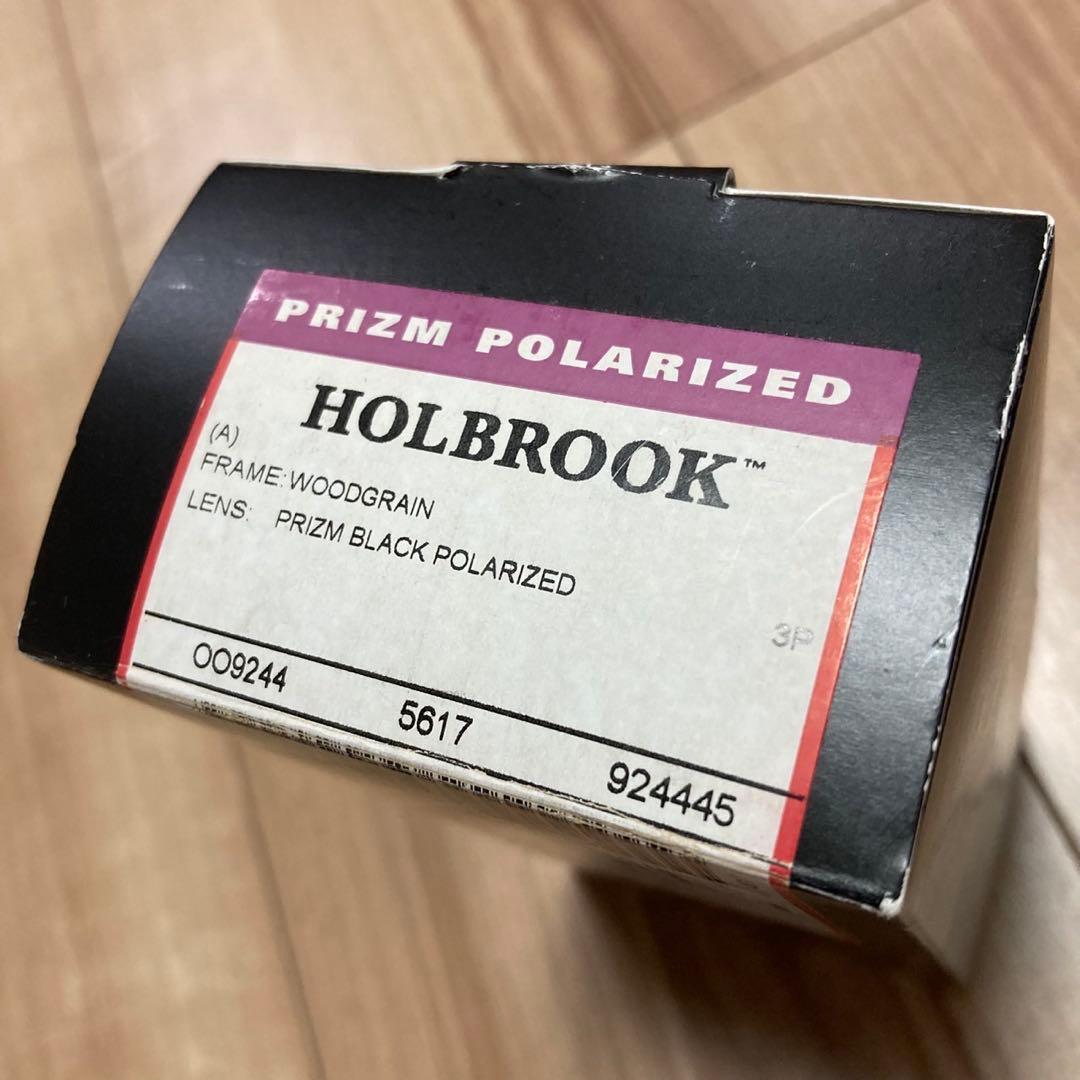 PRIZM POLARIZED
HOLBROOK™
(A)
FRAME: WOODGRAIN
LENS: PRIZM BLACK POLARIZED
3P
OO9244 5617 924445